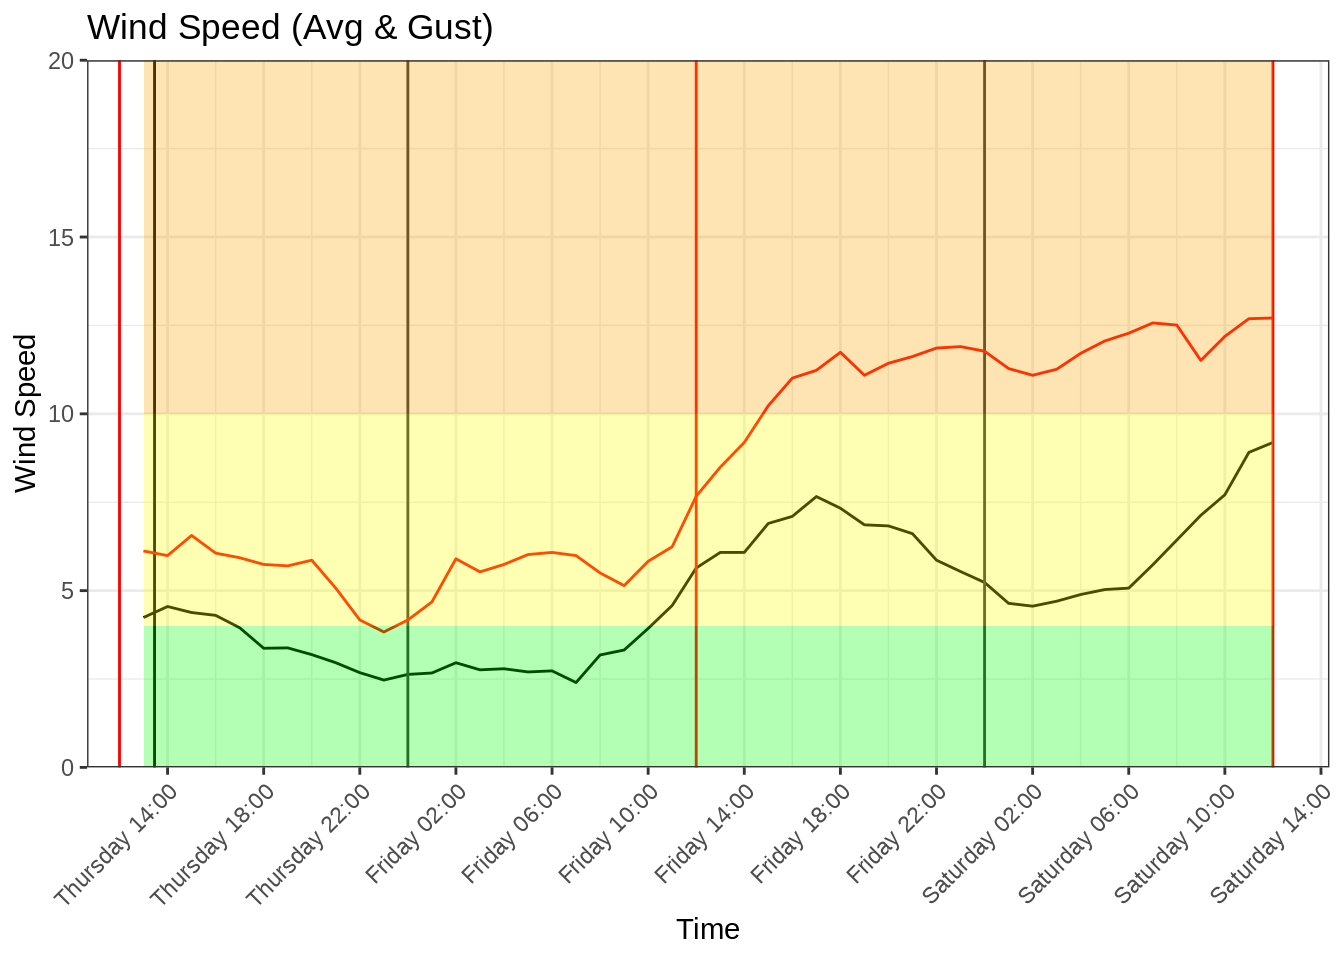 Wind Speed (Avg & Gust)
20
15
10
5
0
Wind Speed
Thursday 14:00
Thursday 18:00
Thursday 22:00
Friday 02:00
Friday 06:00
Friday 10:00
Friday 14:00
Friday 18:00
Friday 22:00
Saturday 02:00
Saturday 06:00
Saturday 10:00
Saturday 14:00
Time